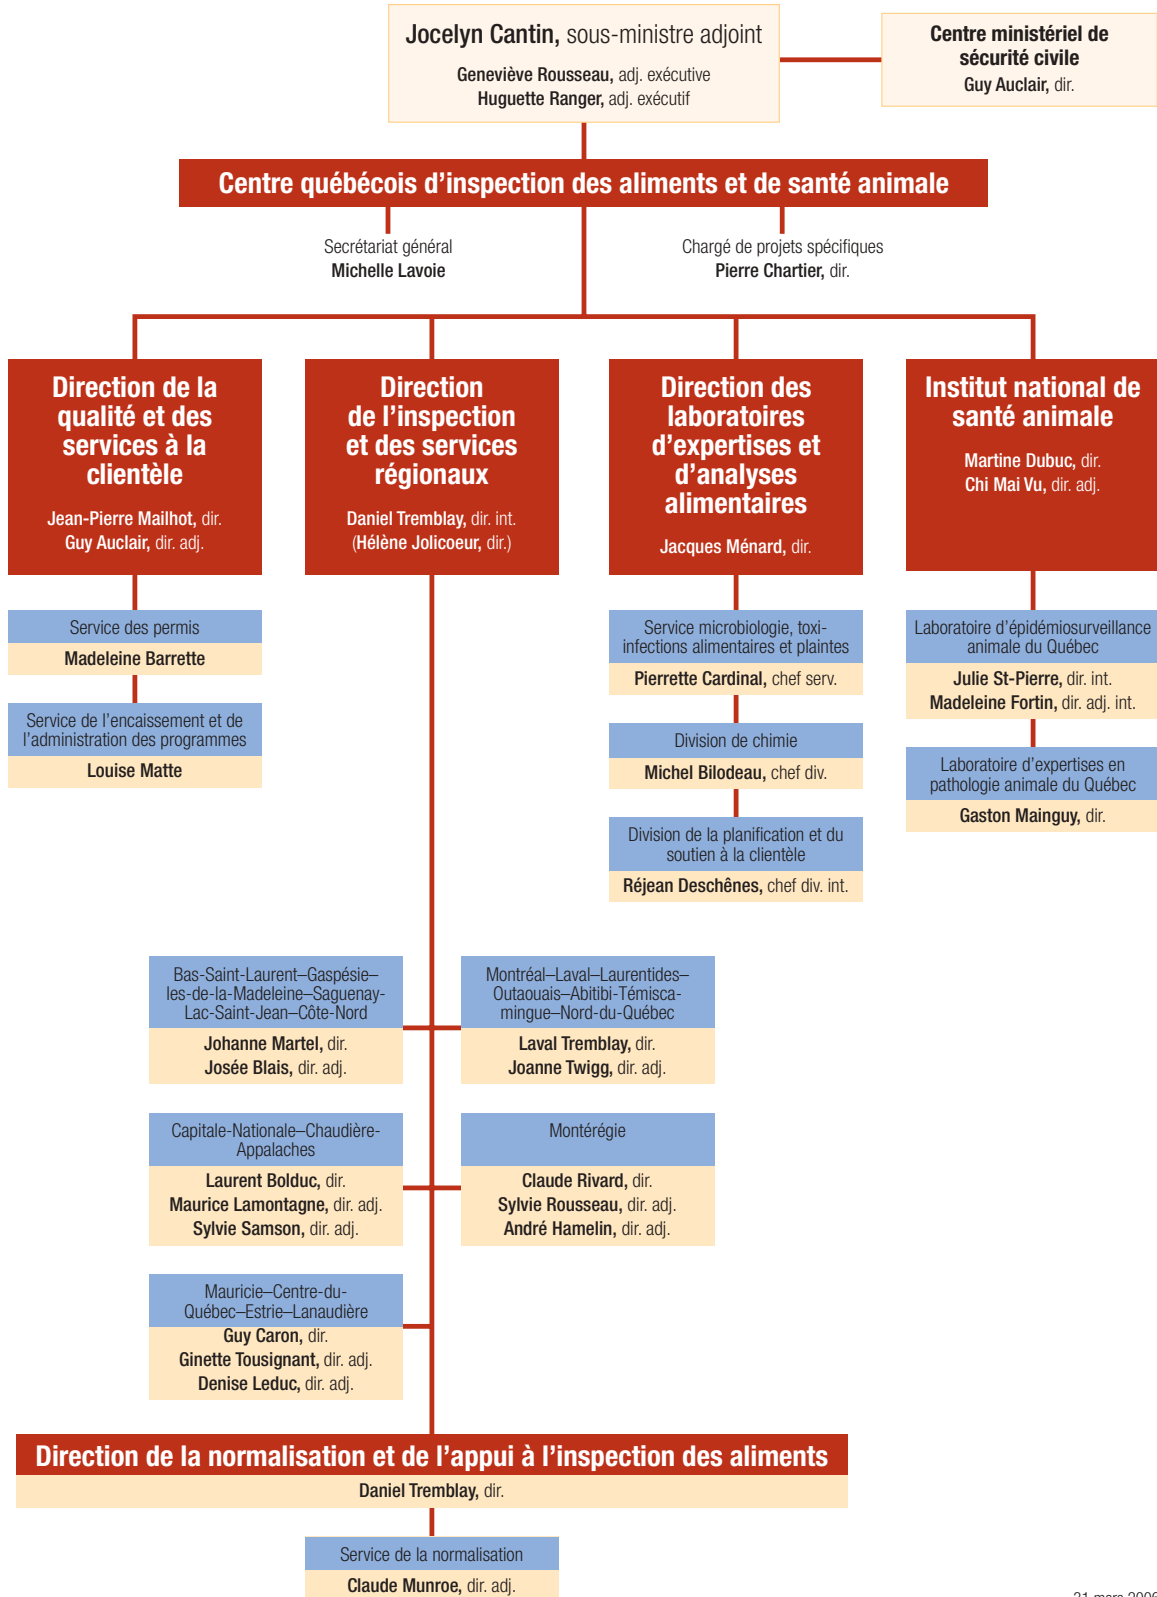 Jocelyn Cantin, sous-ministre adjoint
Geneviève Rousseau, adj. exécutive
Huguette Ranger, adj. exécutif
Centre ministériel de
sécurité civile
Guy Auclair, dir.
Centre québécois d'inspection des aliments et de santé animale
Secrétariat général
Michelle Lavoie
Chargé de projets spécifiques
Pierre Chartier, dir.
Direction de la
qualité et des
services à la
clientèle
Jean-Pierre Mailhot, dir.
Guy Auclair, dir. adj.
Service des permis
Madeleine Barrette
Service de l'encaissement et de
l'administration des programmes
Louise Matte
Direction
de l'inspection
et des services
régionaux
Daniel Tremblay, dir. int.
(Hélène Jolicoeur, dir.)
Direction des
laboratoires
d'expertises et
d'analyses
alimentaires
Jacques Ménard, dir.
Service microbiologie, toxi-
infections alimentaires et plaintes
Pierrette Cardinal, chef serv.
Division de chimie
Michel Bilodeau, chef div.
Division de la planification et du
soutien à la clientèle
Réjean Deschênes, chef div. int.
Institut national de
santé animale
Martine Dubuc, dir.
Chi Mai Vu, dir. adj.
Laboratoire d'épidémiosurveillance
animale du Québec
Julie St-Pierre, dir. int.
Madeleine Fortin, dir. adj. int.
Laboratoire d'expertises en
pathologie animale du Québec
Gaston Mainguy, dir.
Bas-Saint-Laurent–Gaspésie–
les-de-la-Madeleine–Saguenay-
Lac-Saint-Jean–Côte-Nord
Johanne Martel, dir.
Josée Blais, dir. adj.
Montréal–Laval–Laurentides–
Outaouais–Abitibi-Témisca-
mingue–Nord-du-Québec
Laval Tremblay, dir.
Joanne Twigg, dir. adj.
Capitale-Nationale–Chaudière-
Appalaches
Laurent Bolduc, dir.
Maurice Lamontagne, dir. adj.
Sylvie Samson, dir. adj.
Montérégie
Claude Rivard, dir.
Sylvie Rousseau, dir. adj.
André Hamelin, dir. adj.
Mauricie–Centre-du-
Québec–Estrie–Lanaudière
Guy Caron, dir.
Ginette Tousignant, dir. adj.
Denise Leduc, dir. adj.
Direction de la normalisation et de l'appui à l'inspection des aliments
Daniel Tremblay, dir.
Service de la normalisation
Claude Munroe, dir. adj.
31 mars 2006